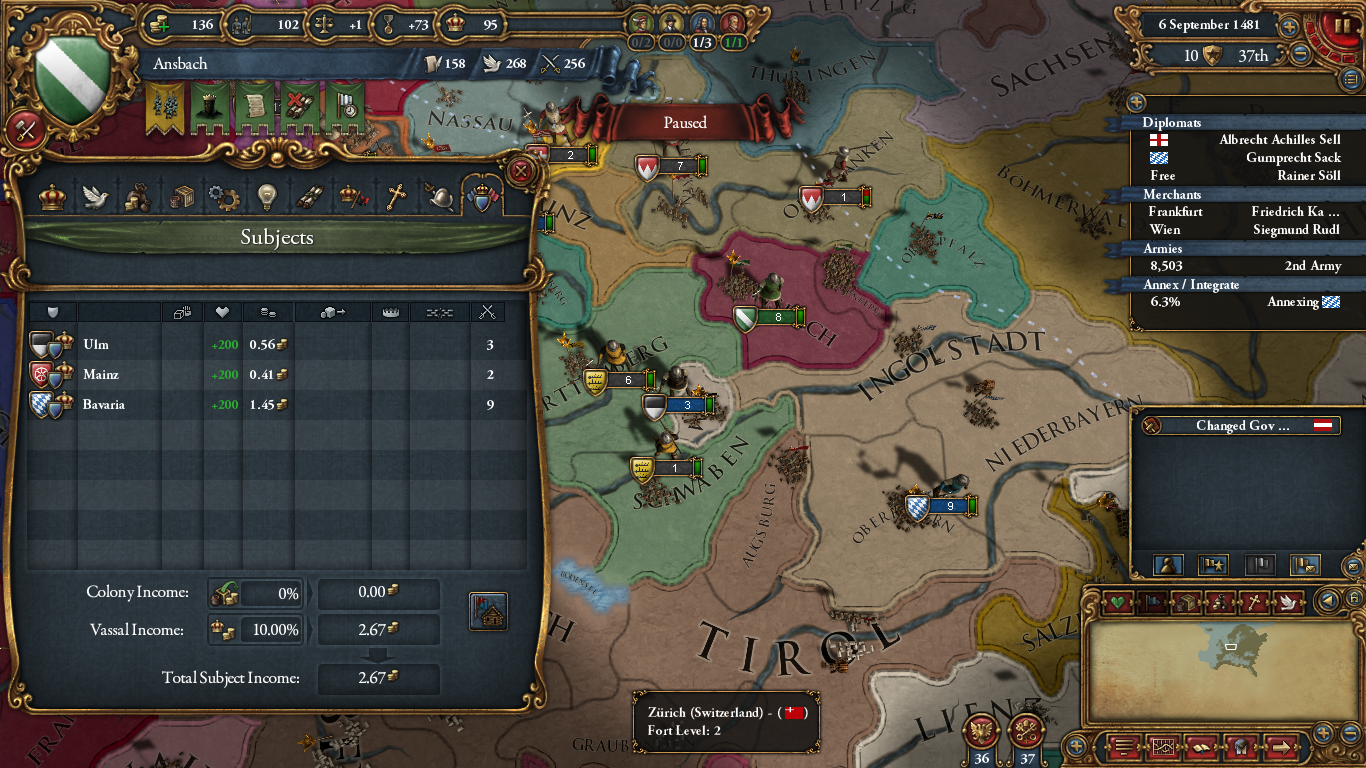 136
102
+1
+73
95
0/2
0/0
1/3
1/1
6 September 1481
10
37th
Ansbach
158
268
256
Paused
Subjects
Ulm +200 0.56 3
Mainz +200 0.41 2
Bavaria +200 1.45 9
Colony Income: 0% 0.00
Vassal Income: 10.00% 2.67
Total Subject Income: 2.67
Diplomats
Albrecht Achilles Sell
Gumprecht Sack
Free Rainer Söll
Merchants
Frankfurt Friedrich Ka ...
Wien Siegmund Rudl
Armies
8,503 2nd Army
Annex / Integrate
6.3% Annexing
Changed Gov ...
LEIPZIG
THÜRINGEN
SACHSEN
NASSAU
2
7
1
BÖHMERWAL
8
INGOLSTADT
6
3
1
SCHWABEN
AUGSBURG
NIEDERBAYERN
9
BODENSEE
TIROL
SALZ
LIENZ
Zürich (Switzerland) - ( )
Fort Level: 2
36
37